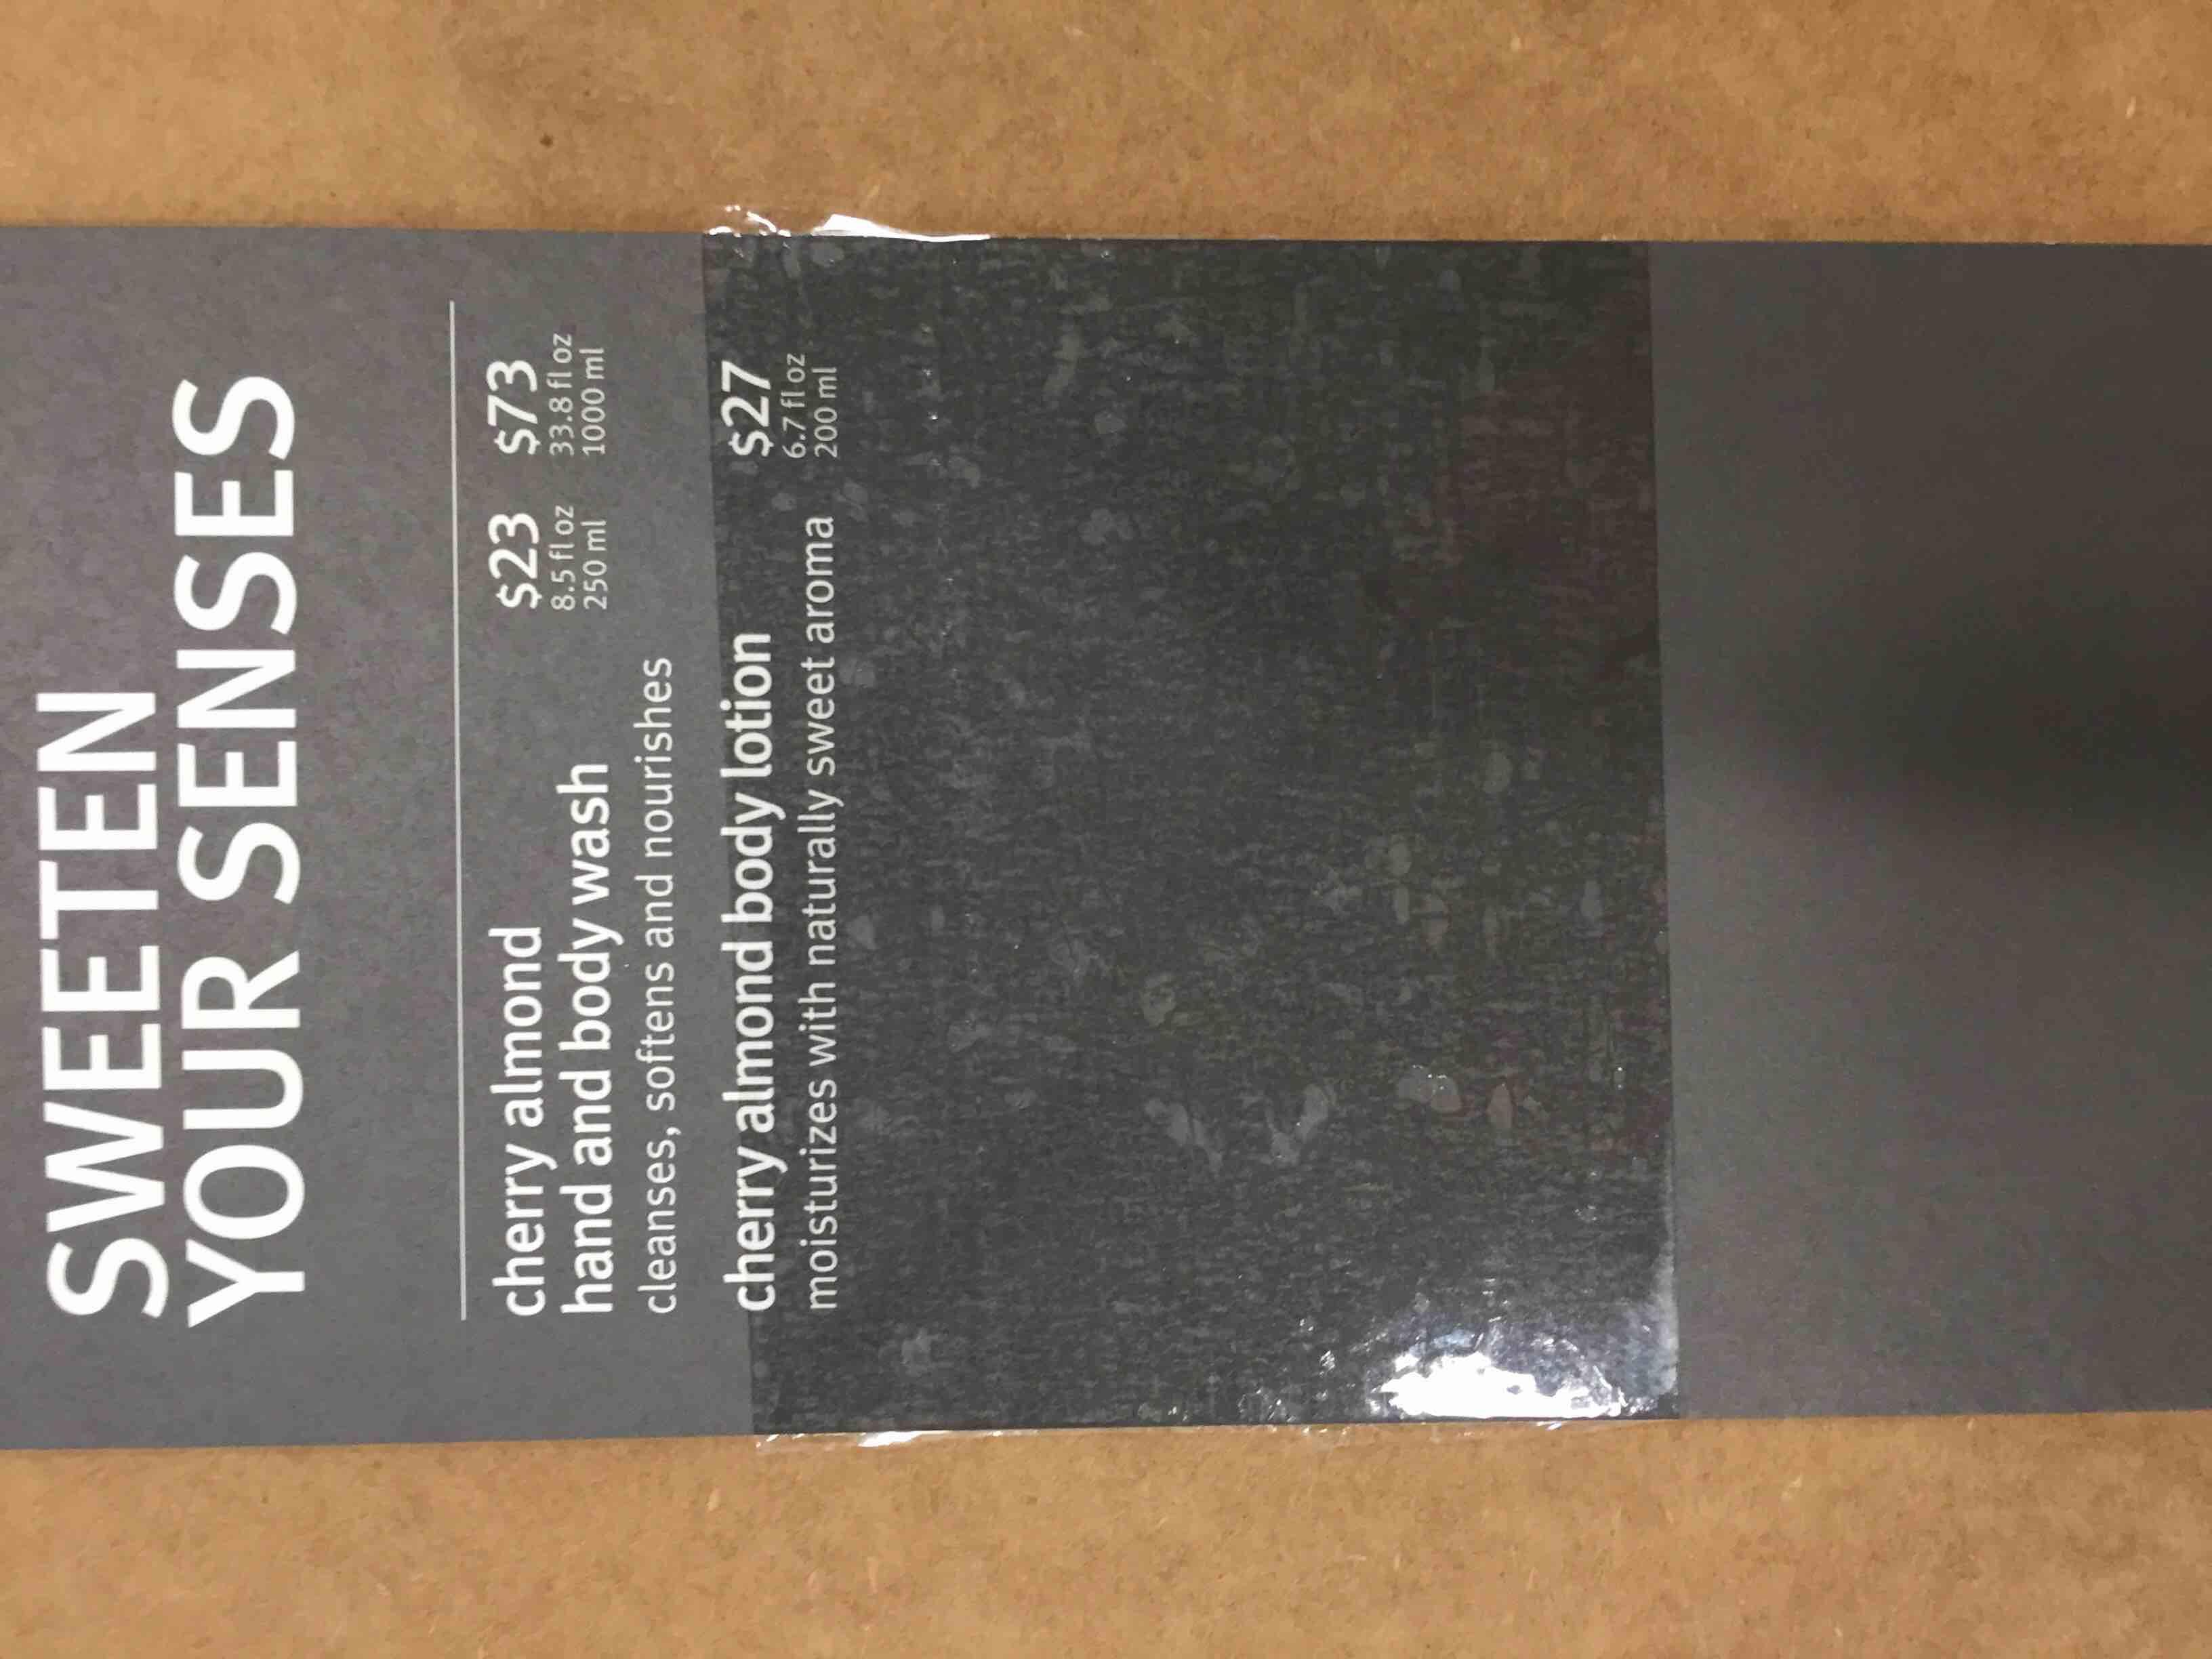 SWEETEN
YOUR SENSES
cherry almond
hand and body wash
cleanses, softens and nourishes
$23 $73
8.5 fl oz 33.8 fl oz
250 ml 1000 ml
cherry almond body lotion $27
moisturizes with naturally sweet aroma 6.7 fl oz
200 ml